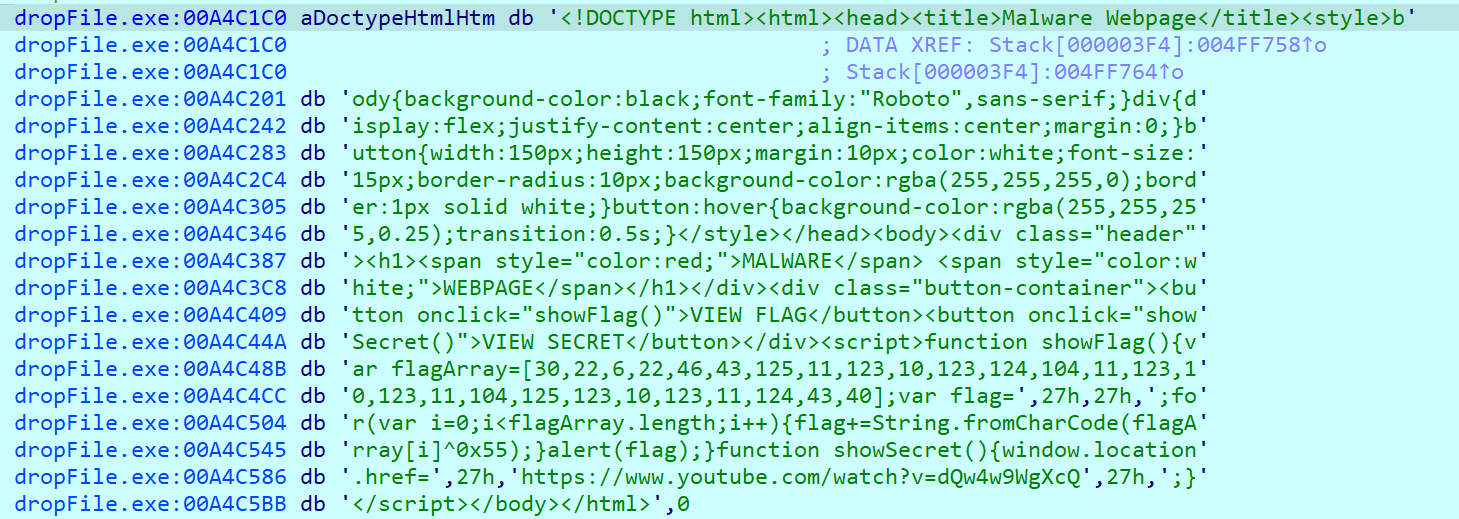 dropFile.exe:00A4C1C0 aDoctypeHtmlHtm db '<!DOCTYPE html><html><head><title>Malware Webpage</title><style>b'
dropFile.exe:00A4C1C0 ; DATA XREF: Stack[000003F4]:004FF758↑o
dropFile.exe:00A4C1C0 ; Stack[000003F4]:004FF764↑o
dropFile.exe:00A4C201 db 'ody{background-color:black;font-family:"Roboto",sans-serif;}div{d'
dropFile.exe:00A4C242 db 'isplay:flex;justify-content:center;align-items:center;margin:0;}b'
dropFile.exe:00A4C283 db 'utton{width:150px;height:150px;margin:10px;color:white;font-size:'
dropFile.exe:00A4C2C4 db '15px;border-radius:10px;background-color:rgba(255,255,255,0);bord'
dropFile.exe:00A4C305 db 'er:1px solid white;}button:hover{background-color:rgba(255,255,25'
dropFile.exe:00A4C346 db '5,0.25);transition:0.5s;}</style></head><body><div class="header"'
dropFile.exe:00A4C387 db '><h1><span style="color:red;">MALWARE</span> <span style="color:w'
dropFile.exe:00A4C3C8 db 'hite;">WEBPAGE</span></h1></div><div class="button-container"><bu'
dropFile.exe:00A4C409 db 'tton onclick="showFlag()">VIEW FLAG</button><button onclick="show'
dropFile.exe:00A4C44A db 'Secret()">VIEW SECRET</button></div><script>function showFlag(){v'
dropFile.exe:00A4C48B db 'ar flagArray=[30,22,6,22,46,43,125,11,123,10,123,124,104,11,123,1'
dropFile.exe:00A4C4CC db '0,123,11,104,125,123,10,123,11,124,43,40];var flag=',27h,27h,';fo'
dropFile.exe:00A4C504 db 'r(var i=0;i<flagArray.length;i++){flag+=String.fromCharCode(flagA'
dropFile.exe:00A4C545 db 'rray[i]^0x55);}alert(flag);}function showSecret(){window.location'
dropFile.exe:00A4C586 db '.href=',27h,'https://www.youtube.com/watch?v=dQw4w9WgXcQ',27h,';}'
dropFile.exe:00A4C5BB db '</script></body></html>',0